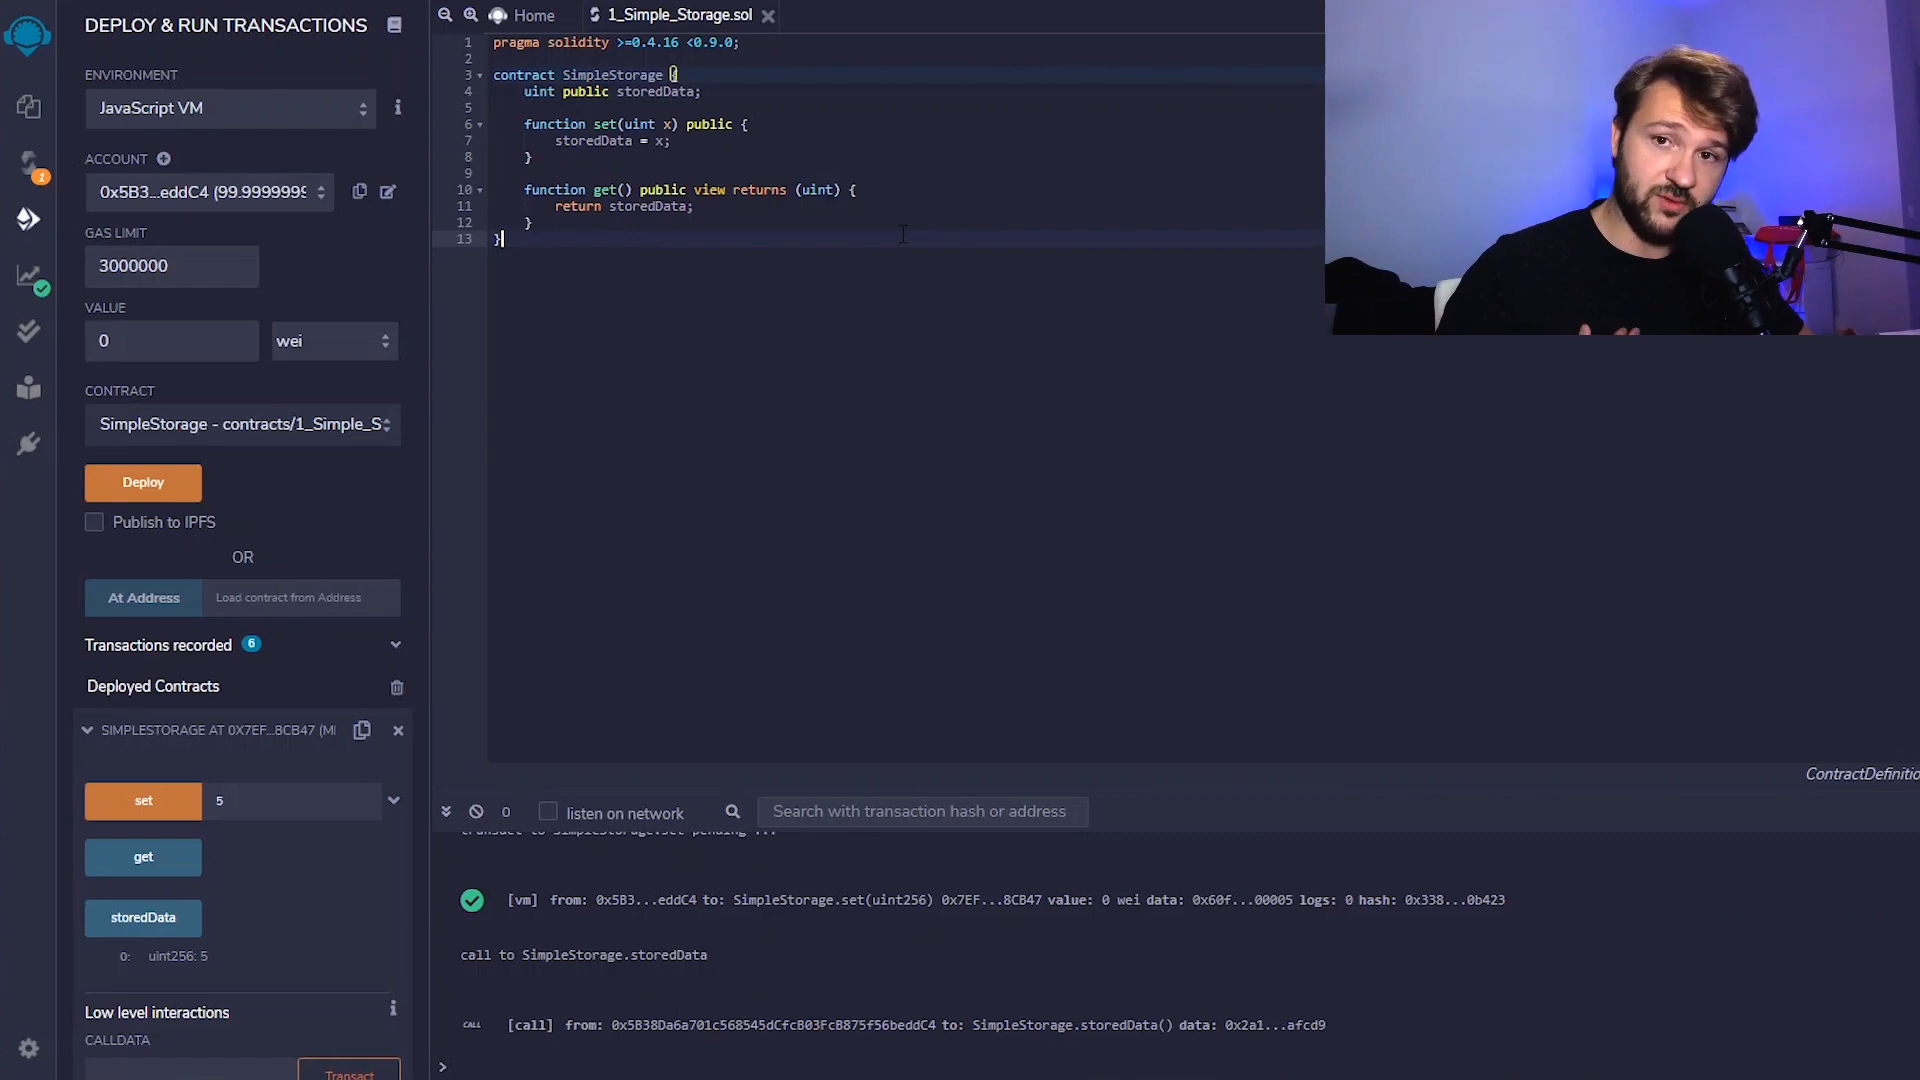 DEPLOY & RUN TRANSACTIONS
ENVIRONMENT
JavaScript VM
ACCOUNT
0x5B3...eddC4 (99.9999999
GAS LIMIT
3000000
VALUE
0
wei
CONTRACT
SimpleStorage - contracts/1_Simple_S
Deploy
Publish to IPFS
OR
At Address
Load contract from Address
Transactions recorded 6
Deployed Contracts
SIMPLESTORAGE AT 0X7EF...8CB47 (M
set
5
get
storedData
0: uint256: 5
Low level interactions
CALLDATA
Transact
1
Home
1_Simple_Storage.sol
1 pragma solidity >=0.4.16 <0.9.0;
2
3 contract SimpleStorage {
4 uint public storedData;
5
6 function set(uint x) public {
7 storedData = x;
8 }
9
10 function get() public view returns (uint) {
11 return storedData;
12 }
13 }
ContractDefinitio
0
listen on network
Search with transaction hash or address
transact to SimpleStorage.set pending ...
[vm] from: 0x5B3...eddC4 to: SimpleStorage.set(uint256) 0x7EF...8CB47 value: 0 wei data: 0x60f...00005 logs: 0 hash: 0x338...0b423
call to SimpleStorage.storedData
CALL [call] from: 0x5B38Da6a701c568545dCfcB03FcB875f56beddC4 to: SimpleStorage.storedData() data: 0x2a1...afcd9
>